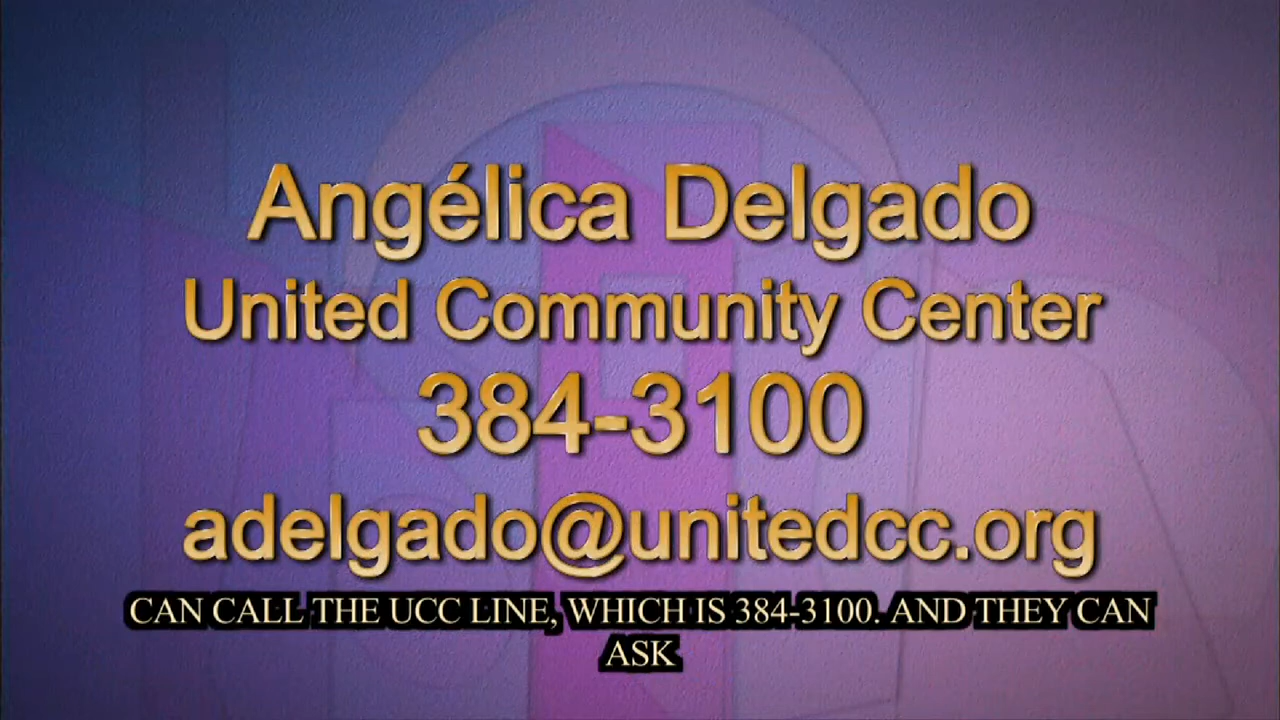 Angélica Delgado
United Community Center
384-3100
adelgado@unitedcc.org
CAN CALL THE UCC LINE, WHICH IS 384-3100. AND THEY CAN
ASK